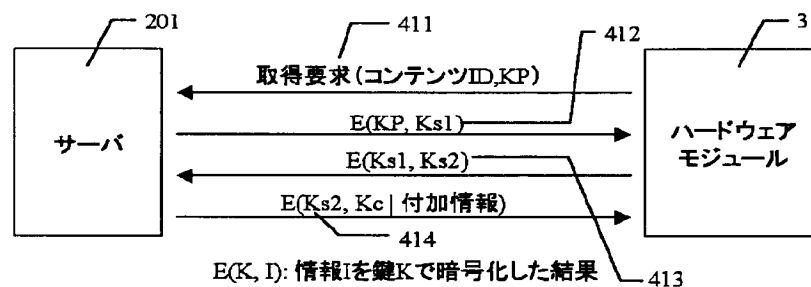 201
411
412
3
取得要求(コンテンツID,KP)
サーバ
E(KP, Ks1)
ハードウェア
モジュール
E(Ks1, Ks2)
E(Ks2, Kc | 付加情報)
414
413
E(K, I): 情報Iを鍵Kで暗号化した結果